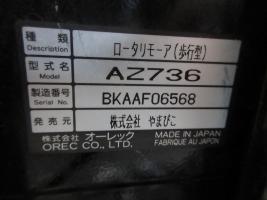 種類 ロータリモーア(歩行型)
Description
型式名 AZ736
Model
製造番号 BKAAF06568
Serial No.
発売元 株式会社 やまびこ
株式会社 オーレック MADE IN JAPAN
OREC CO., LTD. FABRIQUE AU JAPON